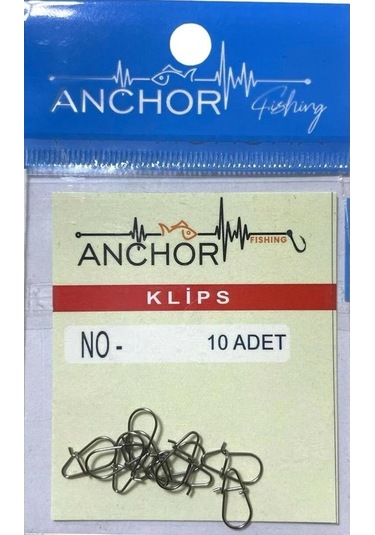 ANCHOR Fishing
ANCHOR FISHING
KLİPS
NO - 10 ADET